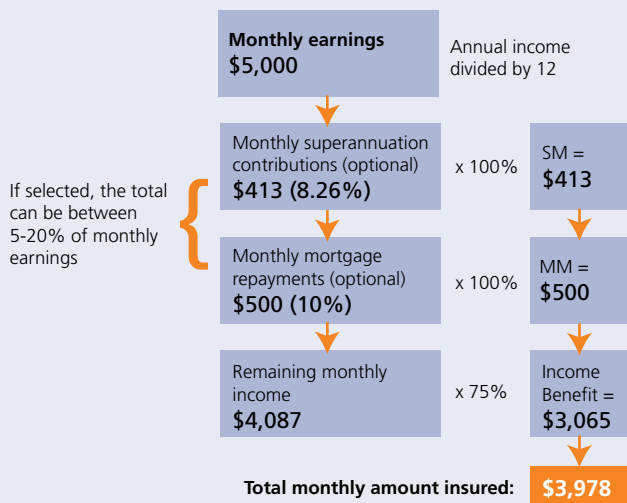 Monthly earnings
$5,000
Annual income
divided by 12
Monthly superannuation
contributions (optional)
$413 (8.26%)
x 100%
SM =
$413
If selected, the total
can be between
5-20% of monthly
earnings
{
Monthly mortgage
repayments (optional)
$500 (10%)
x 100%
MM =
$500
Remaining monthly
income
$4,087
x 75%
Income
Benefit =
$3,065
Total monthly amount insured:
$3,978